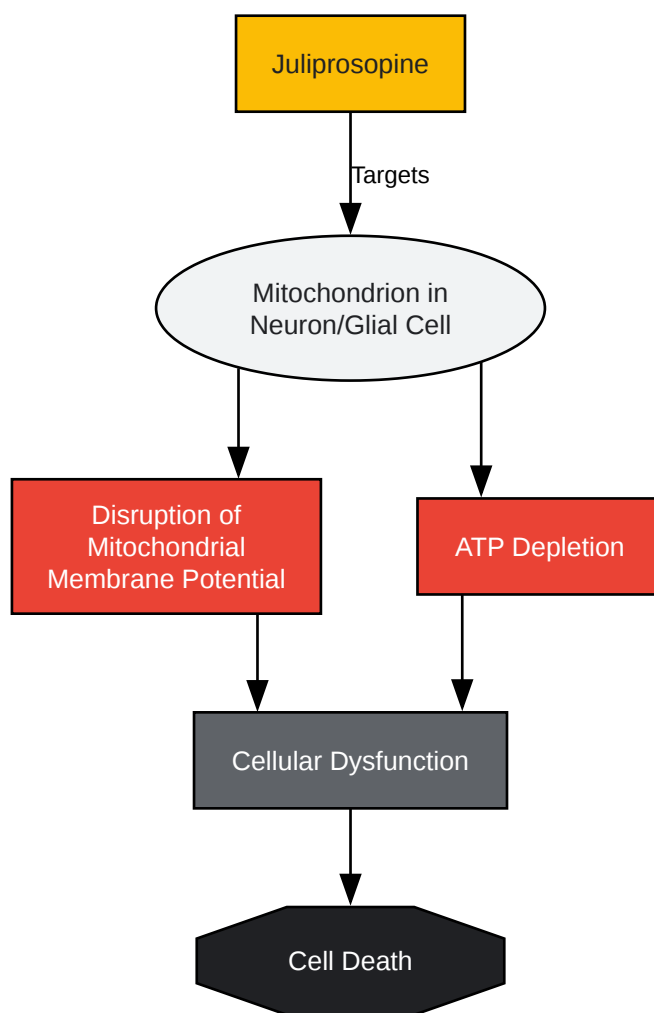 Juliprosopine
Targets
Mitochondrion in
Neuron/Glial Cell
Disruption of
Mitochondrial
Membrane Potential
ATP Depletion
Cellular Dysfunction
Cell Death